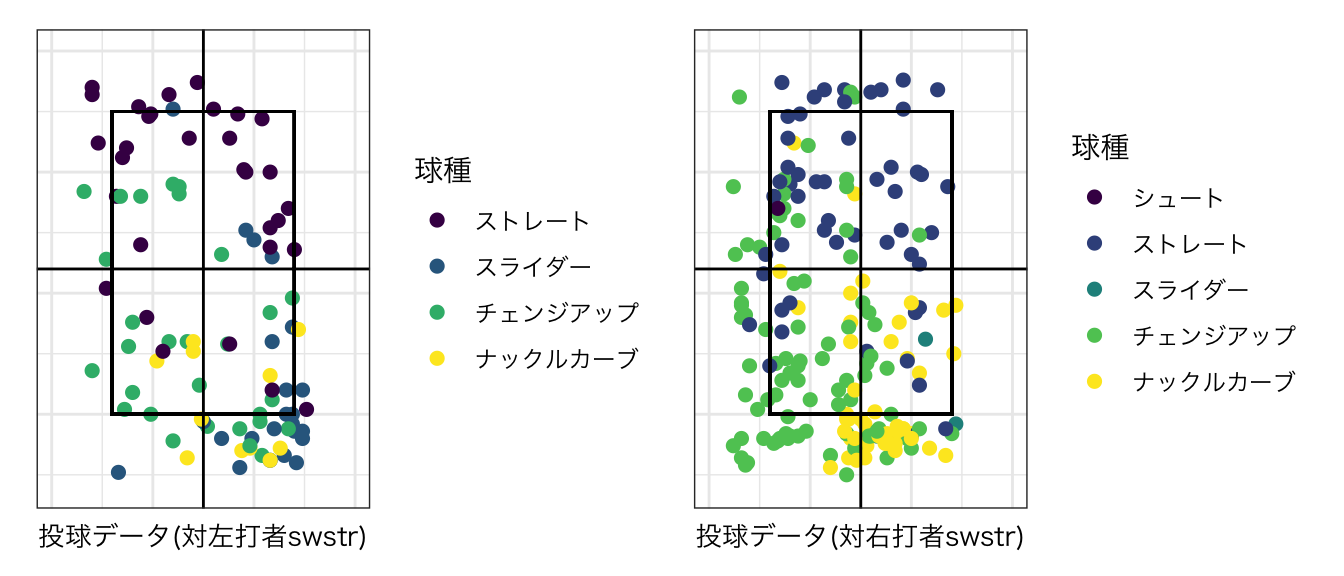 球種
ストレート
スライダー
チェンジアップ
ナックルカーブ
投球データ(対左打者swstr)
球種
シュート
ストレート
スライダー
チェンジアップ
ナックルカーブ
投球データ(対右打者swstr)